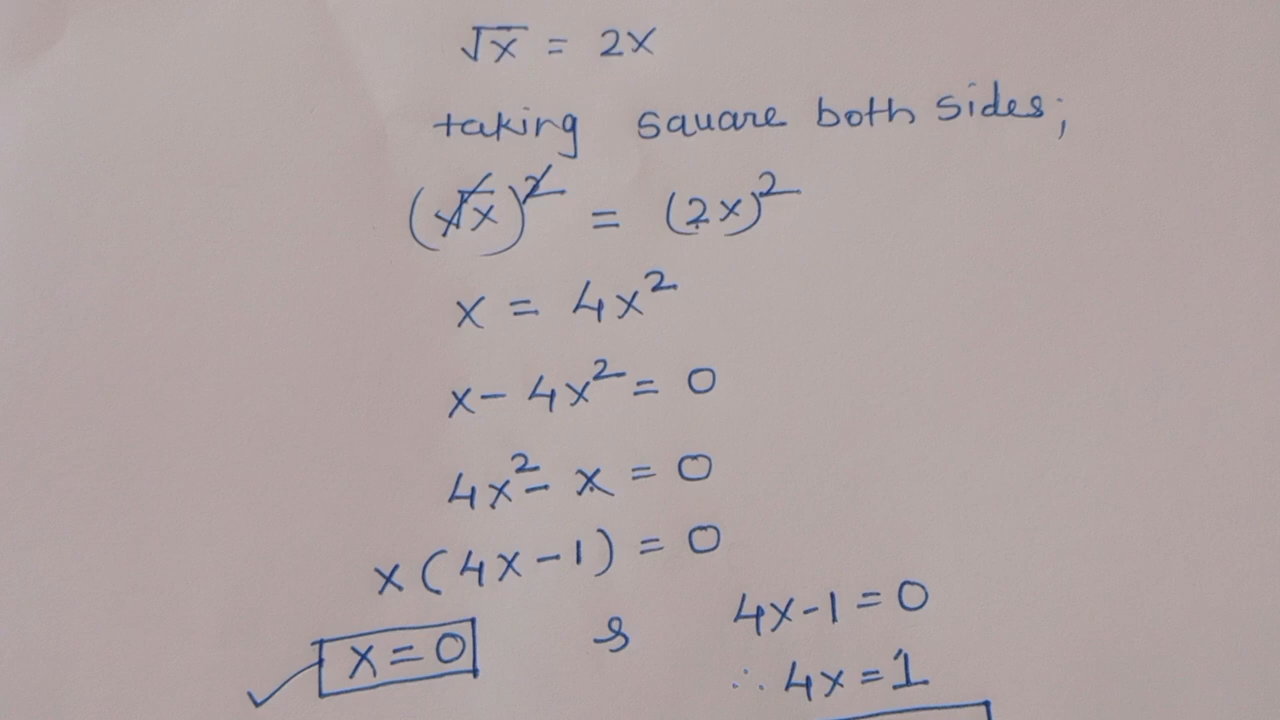 √x = 2x
taking sauare both sides;
(√x)² = (2x)²
x = 4x²
x - 4x² = 0
4x² - x = 0
x(4x-1) = 0
x=0 & 4x-1=0
∴ 4x=1